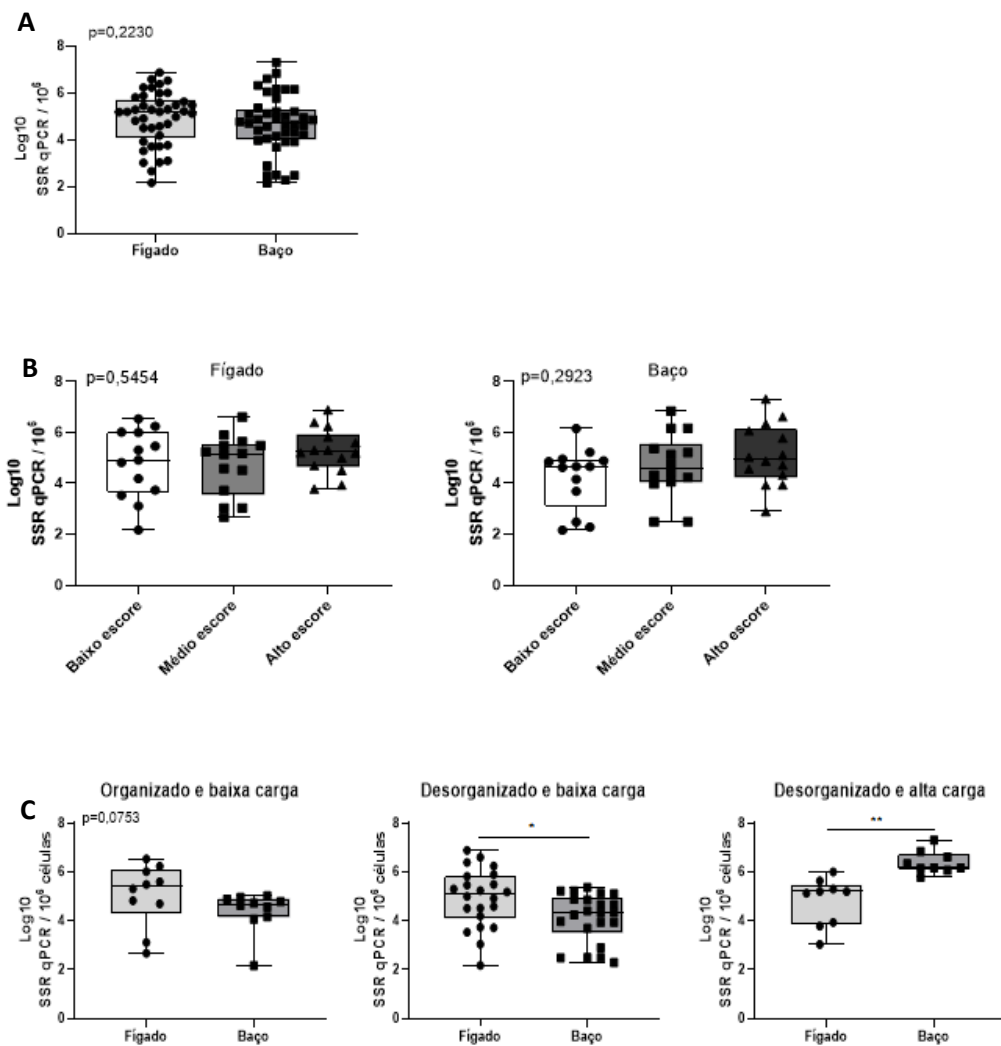 A
p=0,2230
Log10
SSR qPCR / 10⁶
8
6
4
2
0
Fígado
Baço
B
p=0,5454
Fígado
Log10
SSR qPCR / 10⁶
8
6
4
2
0
Baixo escore
Médio escore
Alto escore
p=0,2923
Baço
Log10
SSR qPCR / 10⁶
8
6
4
2
0
Baixo escore
Médio escore
Alto escore
C
Organizado e baixa carga
p=0,0753
Log10
SSR qPCR / 10⁶ células
8
6
4
2
0
Fígado
Baço
Desorganizado e baixa carga
*
Log10
SSR qPCR / 10⁶ células
8
6
4
2
0
Fígado
Baço
Desorganizado e alta carga
**
Log10
SSR qPCR / 10⁶ células
8
6
4
2
0
Fígado
Baço